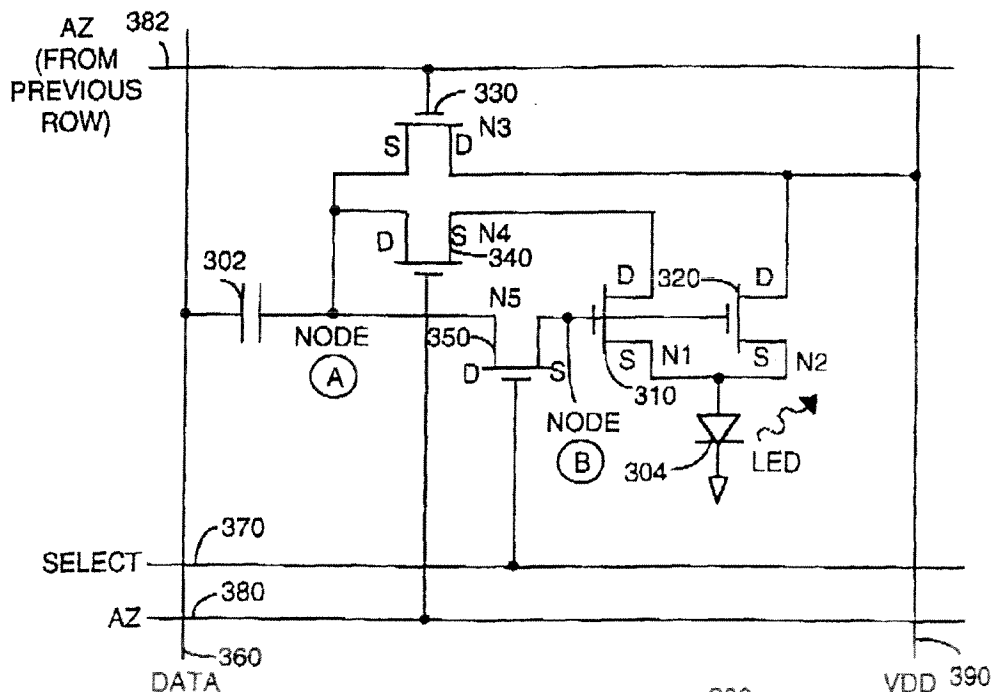 AZ 382
(FROM
PREVIOUS
ROW)
330
N3
S D
D S N4
340
302
N5
D 320 D
NODE
A
350
D S
S N1 S N2
310
NODE
B
304 LED
370
SELECT
380
AZ
360
DATA
VDD 390